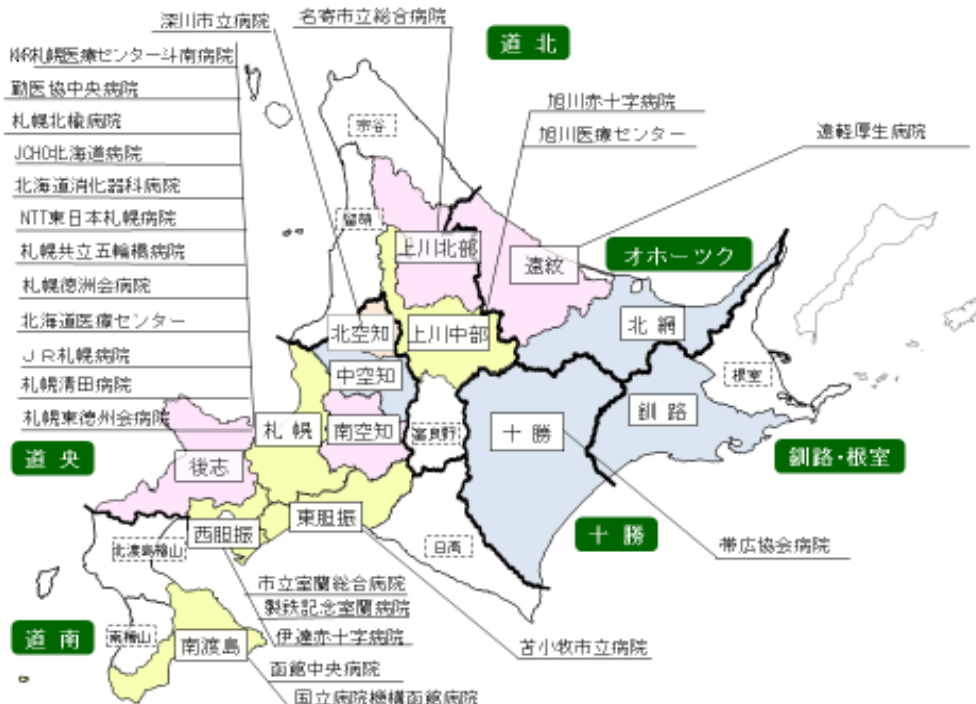 深川市立病院
名寄市立総合病院
道北
KKR札幌医療センター斗南病院
勤医協中央病院
札幌北楡病院
JCHO北海道病院
北海道消化器科病院
NTT東日本札幌病院
札幌共立五輪橋病院
札幌徳洲会病院
北海道医療センター
JR札幌病院
札幌清田病院
札幌東徳洲会病院
旭川赤十字病院
旭川医療センター
遠軽厚生病院
宗谷
留萌
上川北部
遠紋
オホーツク
北網
北空知
上川中部
中空知
根室
釧路
札幌
南空知
富良野
十勝
道央
後志
釧路・根室
東胆振
西胆振
北渡島檜山
日高
十勝
帯広協会病院
市立室蘭総合病院
製鉄記念室蘭病院
伊達赤十字病院
苫小牧市立病院
道南
南檜山
南渡島
函館中央病院
国立病院機構函館病院